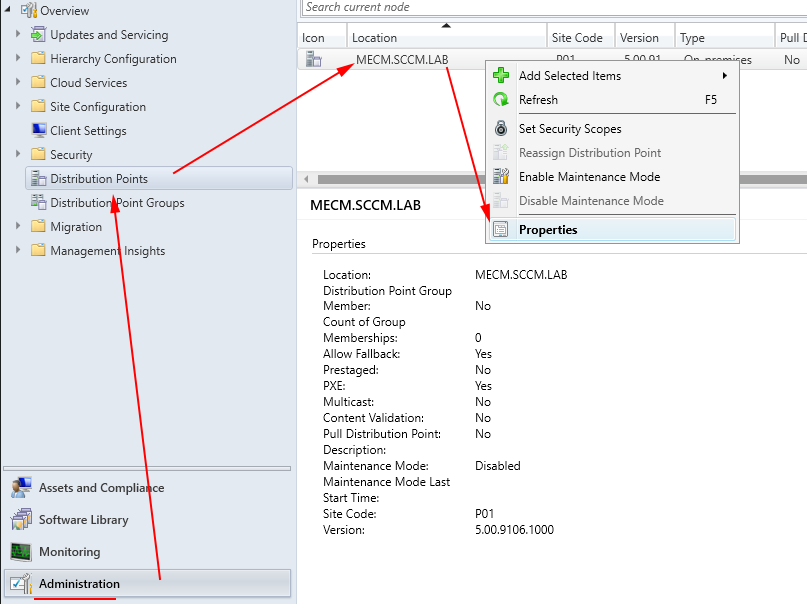 Overview
Updates and Servicing
Hierarchy Configuration
Cloud Services
Site Configuration
Client Settings
Security
Distribution Points
Distribution Point Groups
Migration
Management Insights
Assets and Compliance
Software Library
Monitoring
Administration
Search current node
Icon Location Site Code Version Type Pull D
MECM.SCCM.LAB P01 5.00.91 On-premises No
Add Selected Items
Refresh F5
Set Security Scopes
Reassign Distribution Point
Enable Maintenance Mode
Disable Maintenance Mode
Properties
MECM.SCCM.LAB
Properties
Location: MECM.SCCM.LAB
Distribution Point Group
Member: No
Count of Group
Memberships: 0
Allow Fallback: Yes
Prestaged: No
PXE: Yes
Multicast: No
Content Validation: No
Pull Distribution Point: No
Description:
Maintenance Mode: Disabled
Maintenance Mode Last
Start Time:
Site Code: P01
Version: 5.00.9106.1000